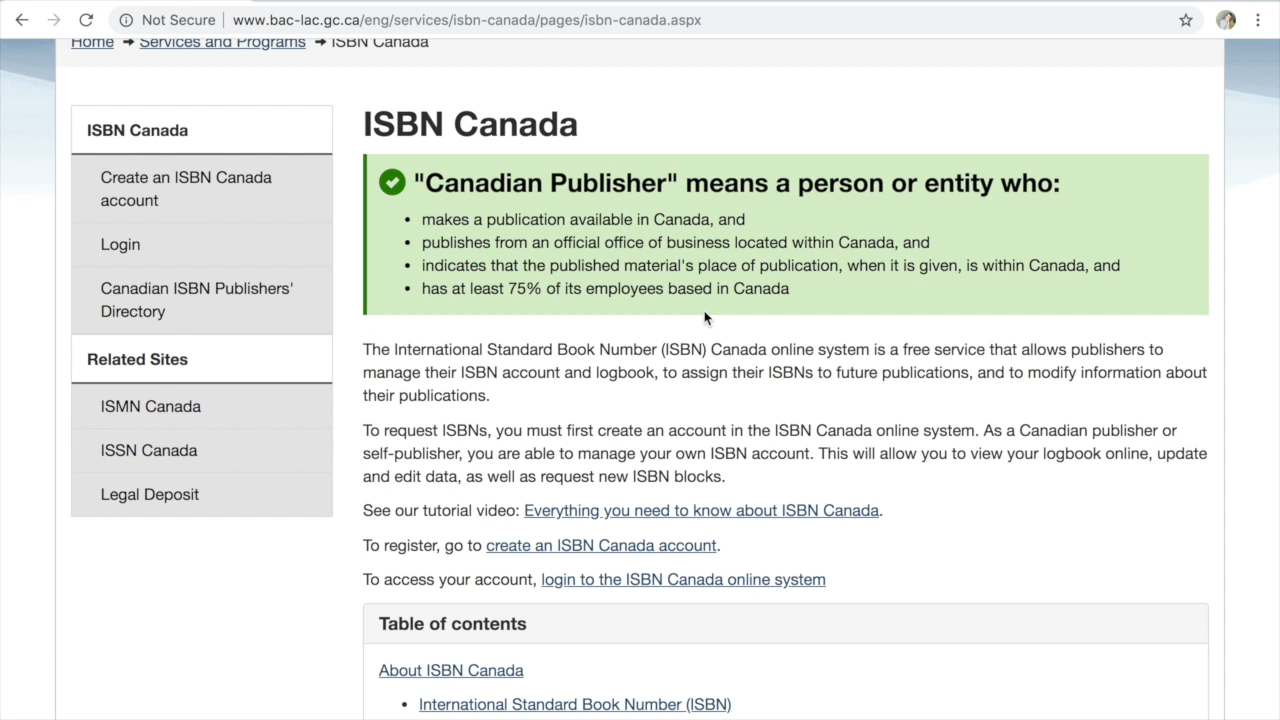 Not Secure www.bac-lac.gc.ca/eng/services/isbn-canada/pages/isbn-canada.aspx
Home → Services and Programs → ISBN Canada
ISBN Canada
Create an ISBN Canada
account
Login
Canadian ISBN Publishers'
Directory
Related Sites
ISMN Canada
ISSN Canada
Legal Deposit
ISBN Canada
"Canadian Publisher" means a person or entity who:
• makes a publication available in Canada, and
• publishes from an official office of business located within Canada, and
• indicates that the published material's place of publication, when it is given, is within Canada, and
• has at least 75% of its employees based in Canada
The International Standard Book Number (ISBN) Canada online system is a free service that allows publishers to
manage their ISBN account and logbook, to assign their ISBNs to future publications, and to modify information about
their publications.
To request ISBNs, you must first create an account in the ISBN Canada online system. As a Canadian publisher or
self-publisher, you are able to manage your own ISBN account. This will allow you to view your logbook online, update
and edit data, as well as request new ISBN blocks.
See our tutorial video: Everything you need to know about ISBN Canada.
To register, go to create an ISBN Canada account.
To access your account, login to the ISBN Canada online system
Table of contents
About ISBN Canada
• International Standard Book Number (ISBN)